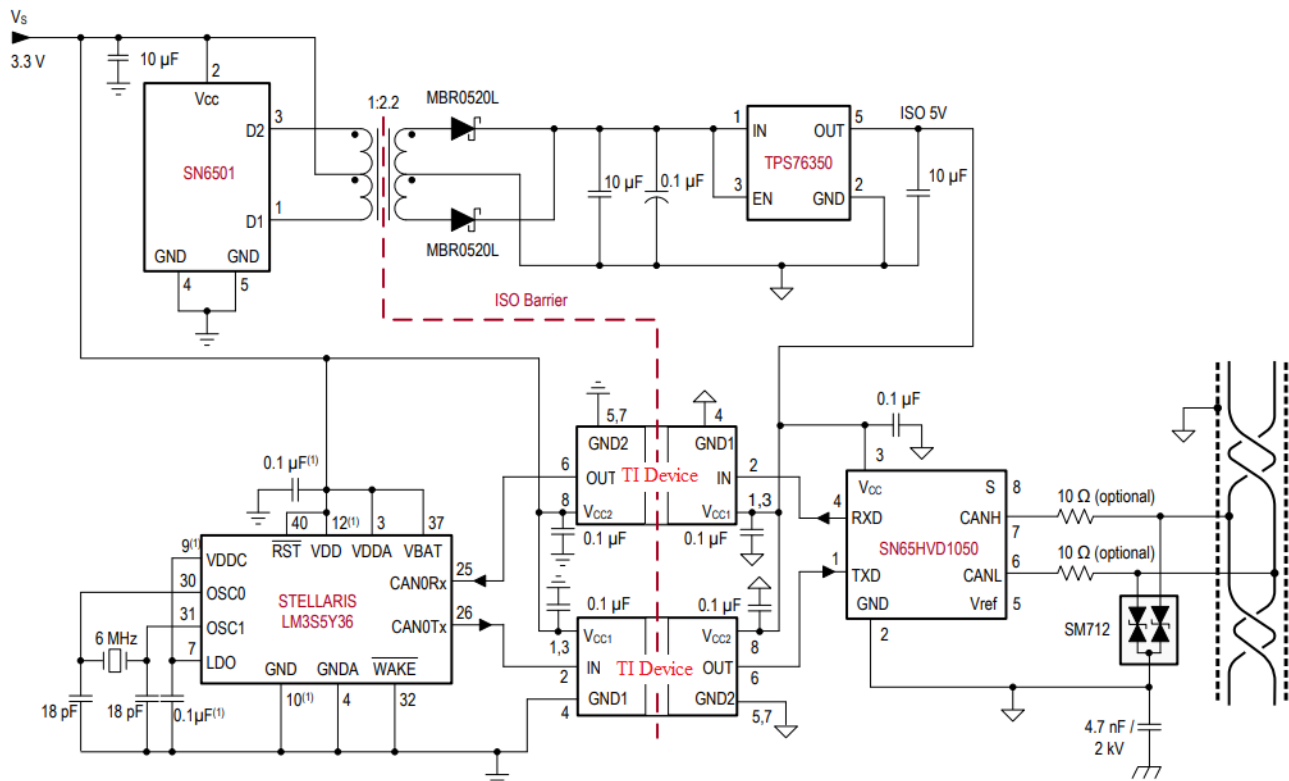 VS
3.3 V
10 µF
2
Vcc
D2
3
SN6501
D1
1
GND
GND
4
5
1:2.2
MBR0520L
MBR0520L
10 µF
0.1 µF
1
IN
OUT
5
TPS76350
3
EN
GND
2
ISO 5V
10 µF
ISO Barrier
5,7
GND2
6
OUT
8
VCC2
TI Device
4
GND1
IN
2
VCC1
1,3
0.1 µF
0.1 µF
0.1 µF
0.1 µF
VCC1
1,3
IN
2
GND1
4
TI Device
VCC2
8
OUT
6
GND2
5,7
0.1 µF(1)
40
12(1)
3
37
RST
VDD
VDDA
VBAT
9(1)
VDDC
30
OSC0
31
OSC1
7
LDO
STELLARIS
LM3S5Y36
25
CAN0Rx
26
CAN0Tx
GND
GNDA
WAKE
10(1)
4
32
6 MHz
18 pF
18 pF
0.1µF(1)
0.1 µF
3
VCC
S
8
4
RXD
CANH
7
SN65HVD1050
1
TXD
CANL
6
GND
Vref
5
2
10 Ω (optional)
10 Ω (optional)
SM712
4.7 nF /
2 kV